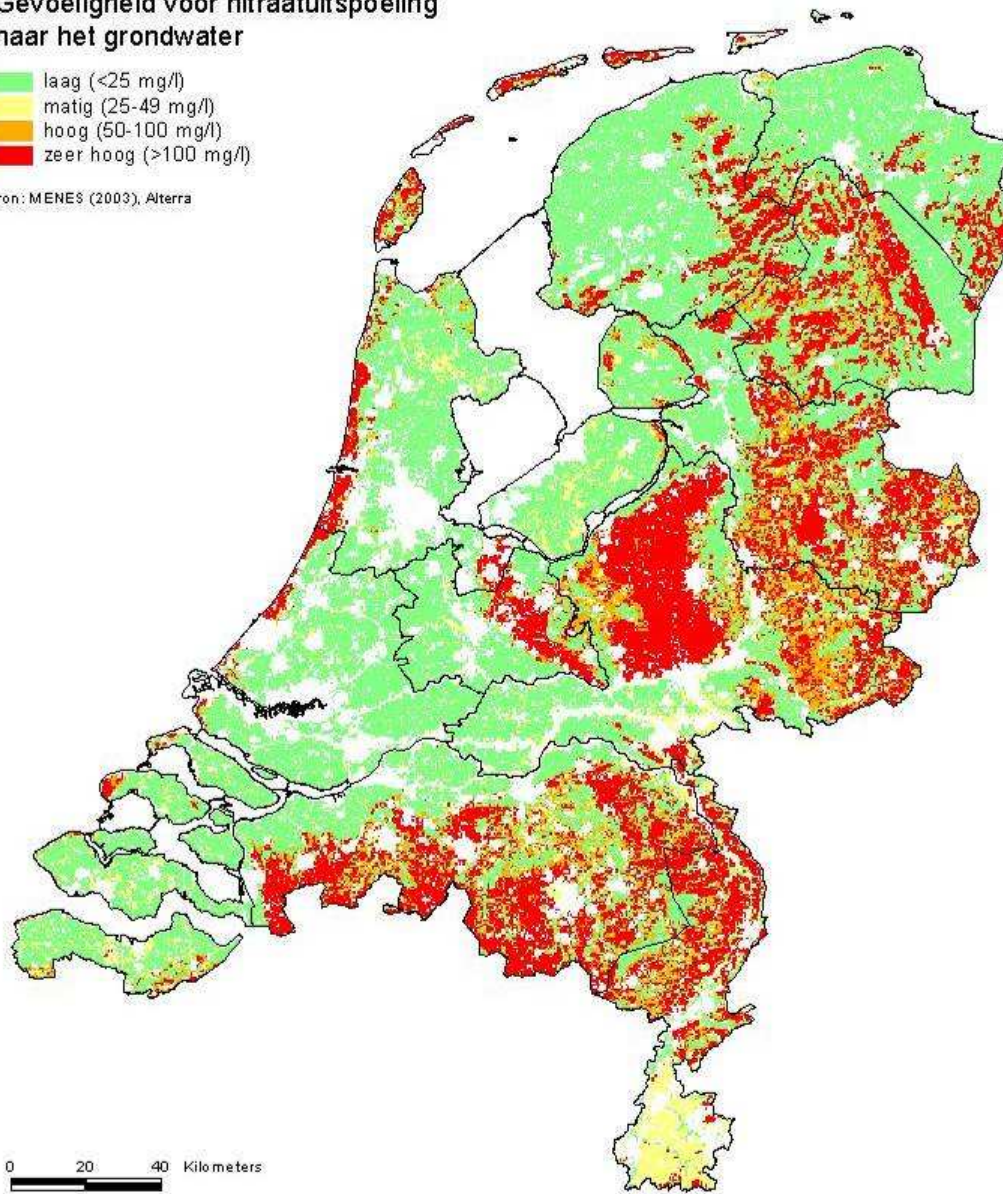 Gevoeligheid voor nitraatuitspoeling
naar het grondwater
laag (<25 mg/l)
matig (25-49 mg/l)
hoog (50-100 mg/l)
zeer hoog (>100 mg/l)
ron: MENES (2003), Alterra
0 20 40 Kilometers